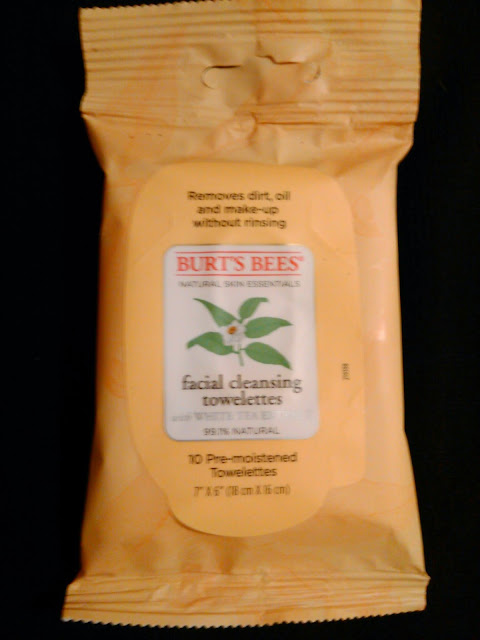 Removes dirt, oil
and make-up
without rinsing
BURT'S BEES®
NATURAL SKIN ESSENTIALS
facial cleansing
towelettes
with WHITE TEA
99.1% NATURAL
10 Pre-moistened
Towelettes
7" X 6" (18 cm X 16 cm)